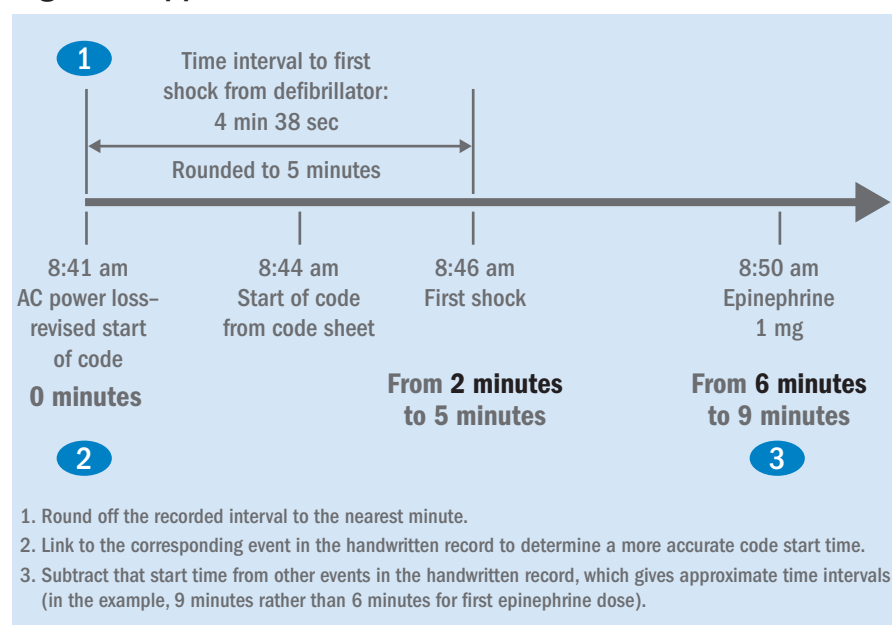 1
Time interval to first
shock from defibrillator:
4 min 38 sec
Rounded to 5 minutes
8:41 am
AC power loss–
revised start
of code
0 minutes
8:44 am
Start of code
from code sheet
8:46 am
First shock
From 2 minutes
to 5 minutes
8:50 am
Epinephrine
1 mg
From 6 minutes
to 9 minutes
2
3
1. Round off the recorded interval to the nearest minute.
2. Link to the corresponding event in the handwritten record to determine a more accurate code start time.
3. Subtract that start time from other events in the handwritten record, which gives approximate time intervals
(in the example, 9 minutes rather than 6 minutes for first epinephrine dose).